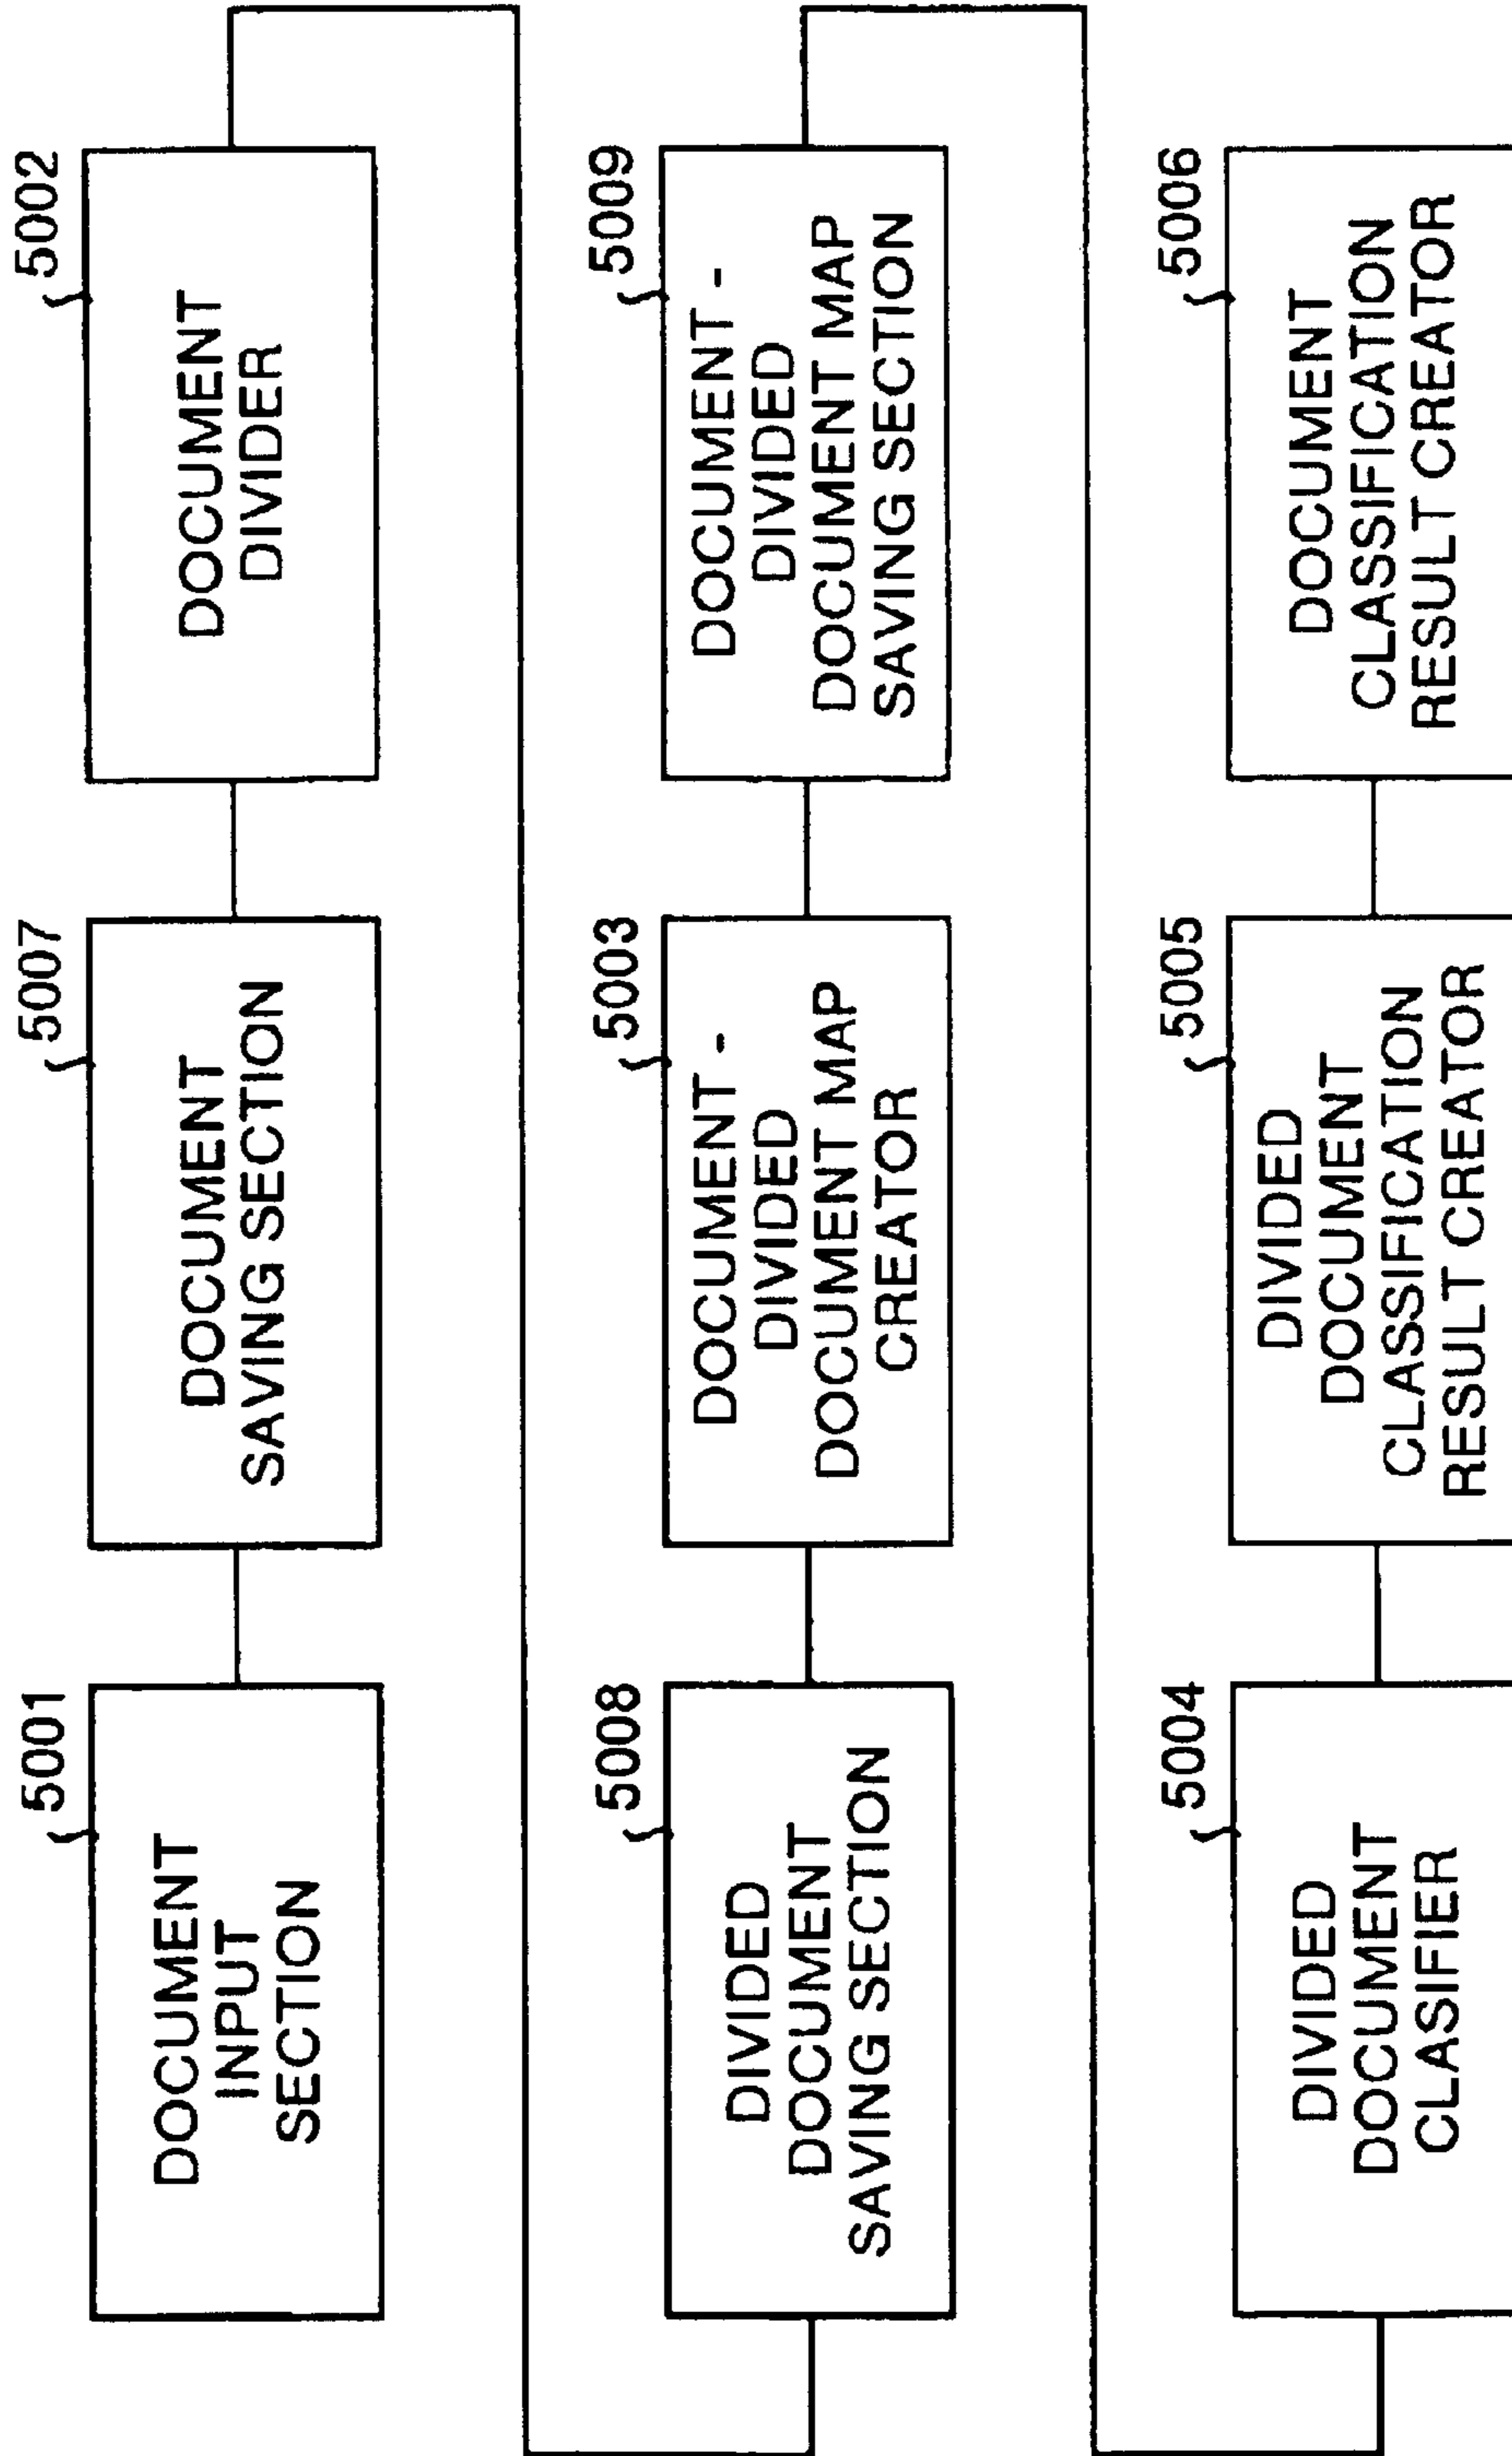 5001
DOCUMENT
INPUT
SECTION
5007
DOCUMENT
SAVING SECTION
5002
DOCUMENT
DIVIDER
5008
DIVIDED
DOCUMENT
SAVING SECTION
5003
DOCUMENT -
DIVIDED
DOCUMENT MAP
CREATOR
5009
DOCUMENT -
DIVIDED
DOCUMENT MAP
SAVING SECTION
5004
DIVIDED
DOCUMENT
CLASIFIER
5005
DIVIDED
DOCUMENT
CLASSIFICATION
RESULT CREATOR
5006
DOCUMENT
CLASSIFICATION
RESULT CREATOR